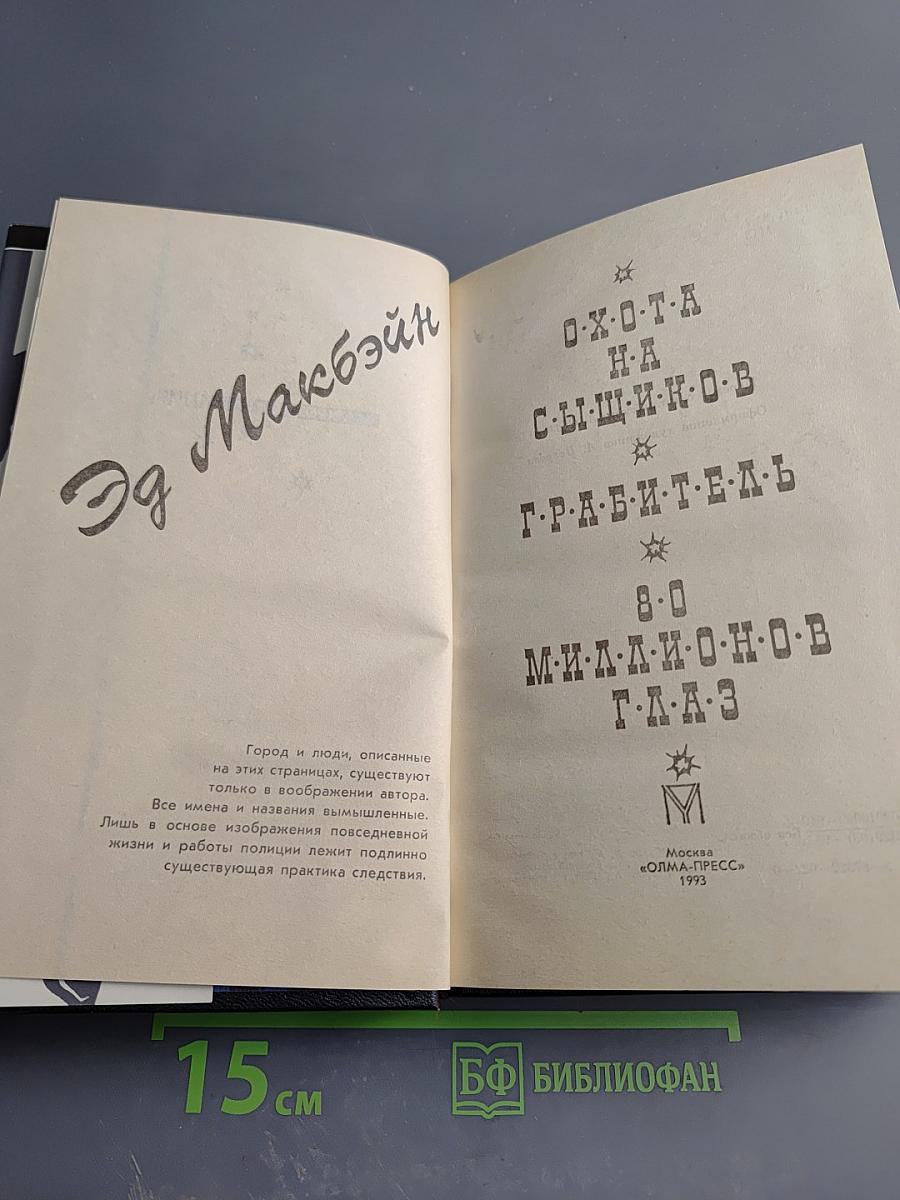 Эд Макбэйн
Город и люди, описанные
на этих страницах, существуют
только в воображении автора.
Все имена и названия вымышленные.
Лишь в основе изображения повседневной
жизни и работы полиции лежит подлинно
существующая практика следствия.
О·Х·О·Т·А
Н·А
С·Ы·Щ·И·К·О·В
Г·Р·А·Б·И·Т·Е·Л·Ь
8·0
М·И·Л·Л·И·О·Н·О·В
Г·Л·А·З
Москва
«ОЛМА-ПРЕСС»
1993
15 см
БФ БИБЛИОФАН